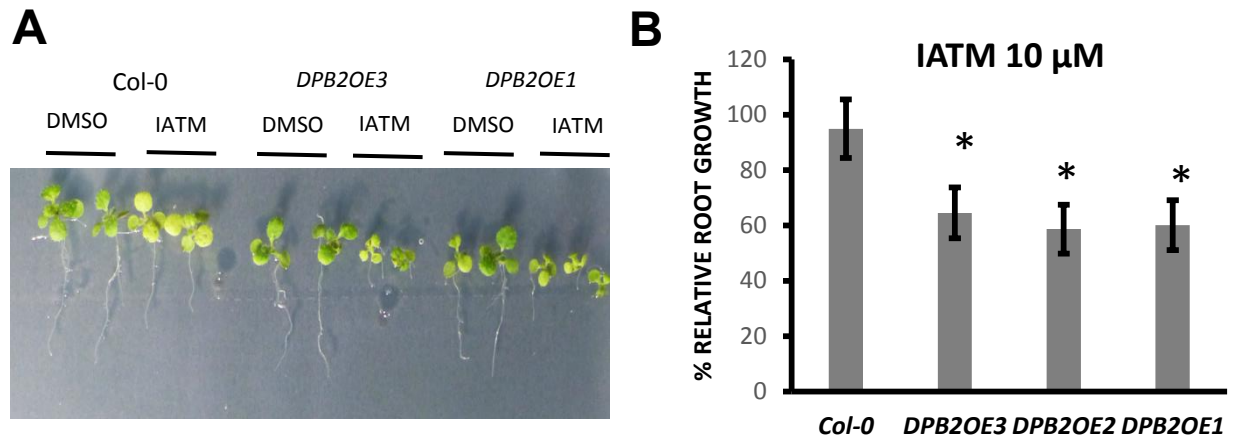 A
Col-0 DPB2OE3 DPB2OE1
DMSO IATM DMSO IATM DMSO IATM
B
IATM 10 µM
% RELATIVE ROOT GROWTH
120
100
80
60
40
20
0
*
*
*
Col-0 DPB2OE3 DPB2OE2 DPB2OE1